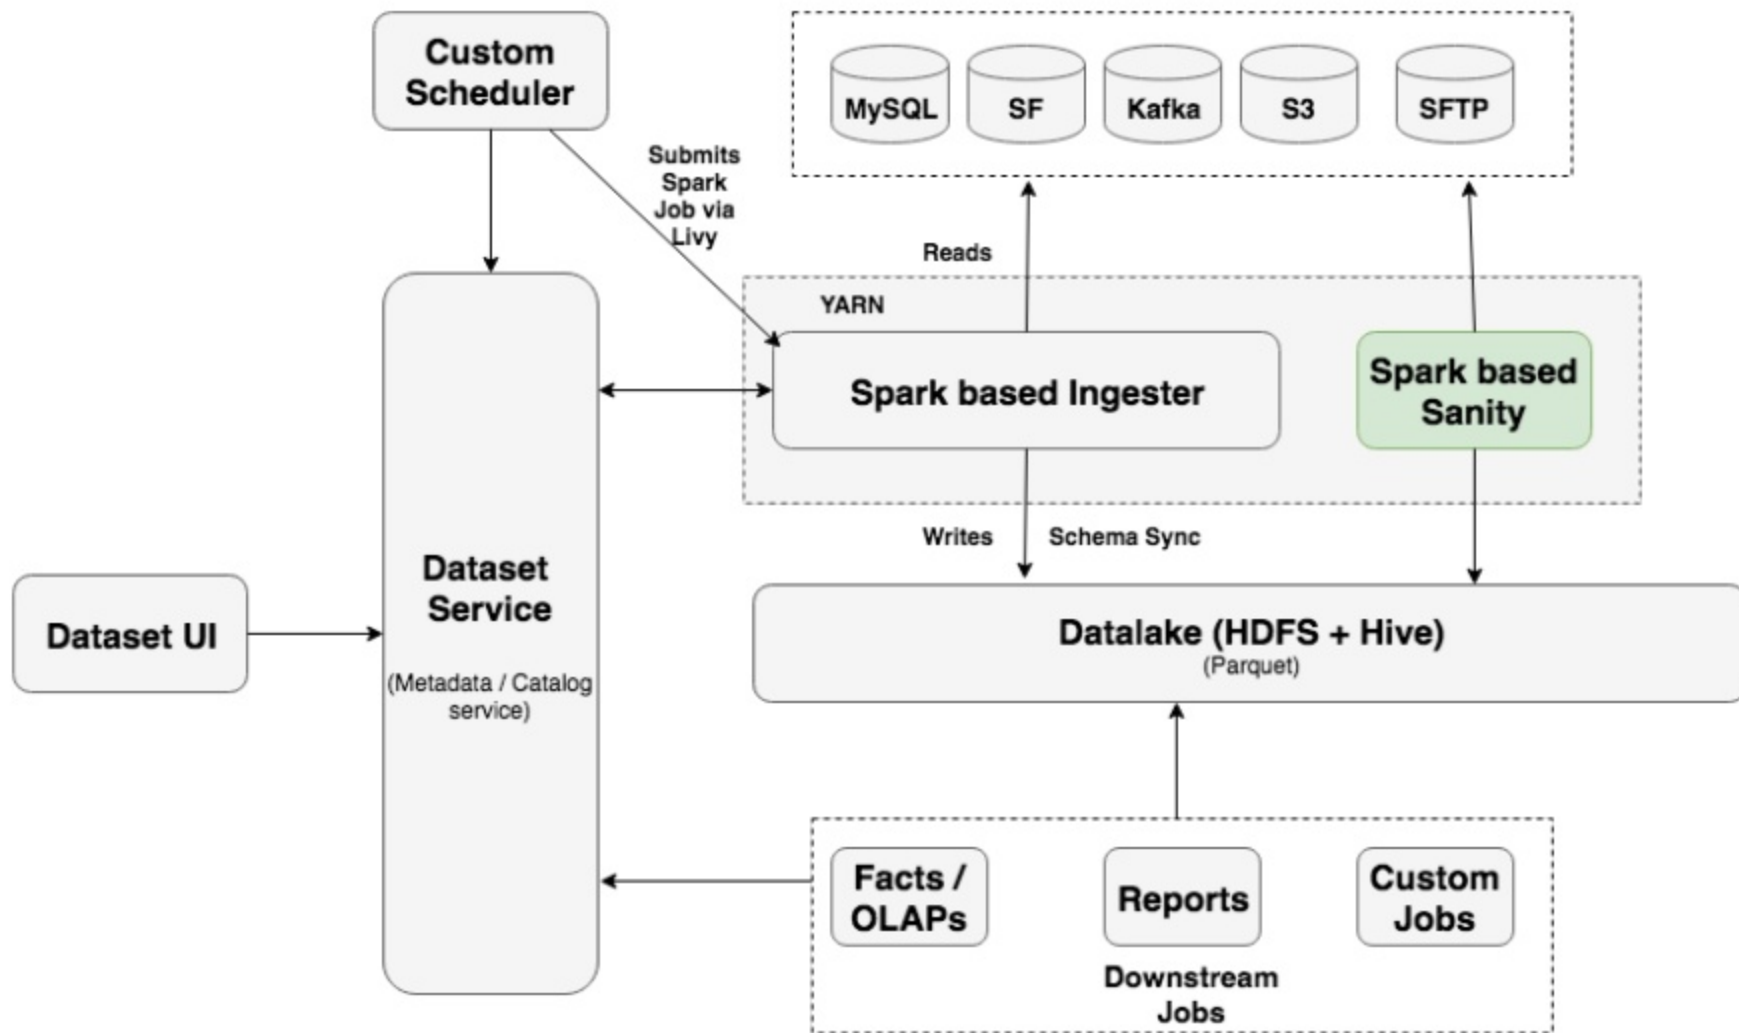 Custom
Scheduler
MySQL
SF
Kafka
S3
SFTP
Submits
Spark
Job via
Livy
Reads
YARN
Spark based Ingester
Spark based
Sanity
Writes
Schema Sync
Dataset
Service
(Metadata / Catalog
service)
Dataset UI
Datalake (HDFS + Hive)
(Parquet)
Facts /
OLAPs
Reports
Custom
Jobs
Downstream
Jobs